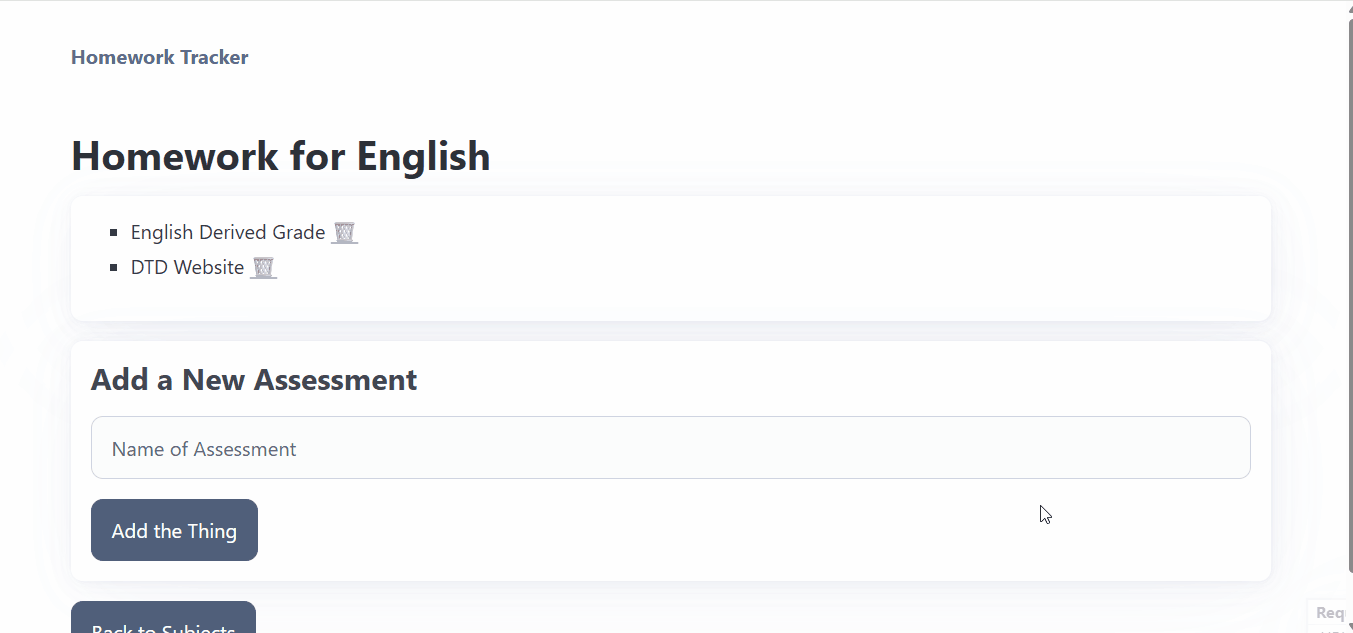 Homework Tracker
Homework for English
English Derived Grade
DTD Website
Add a New Assessment
Name of Assessment
Add the Thing
Back to Subjects